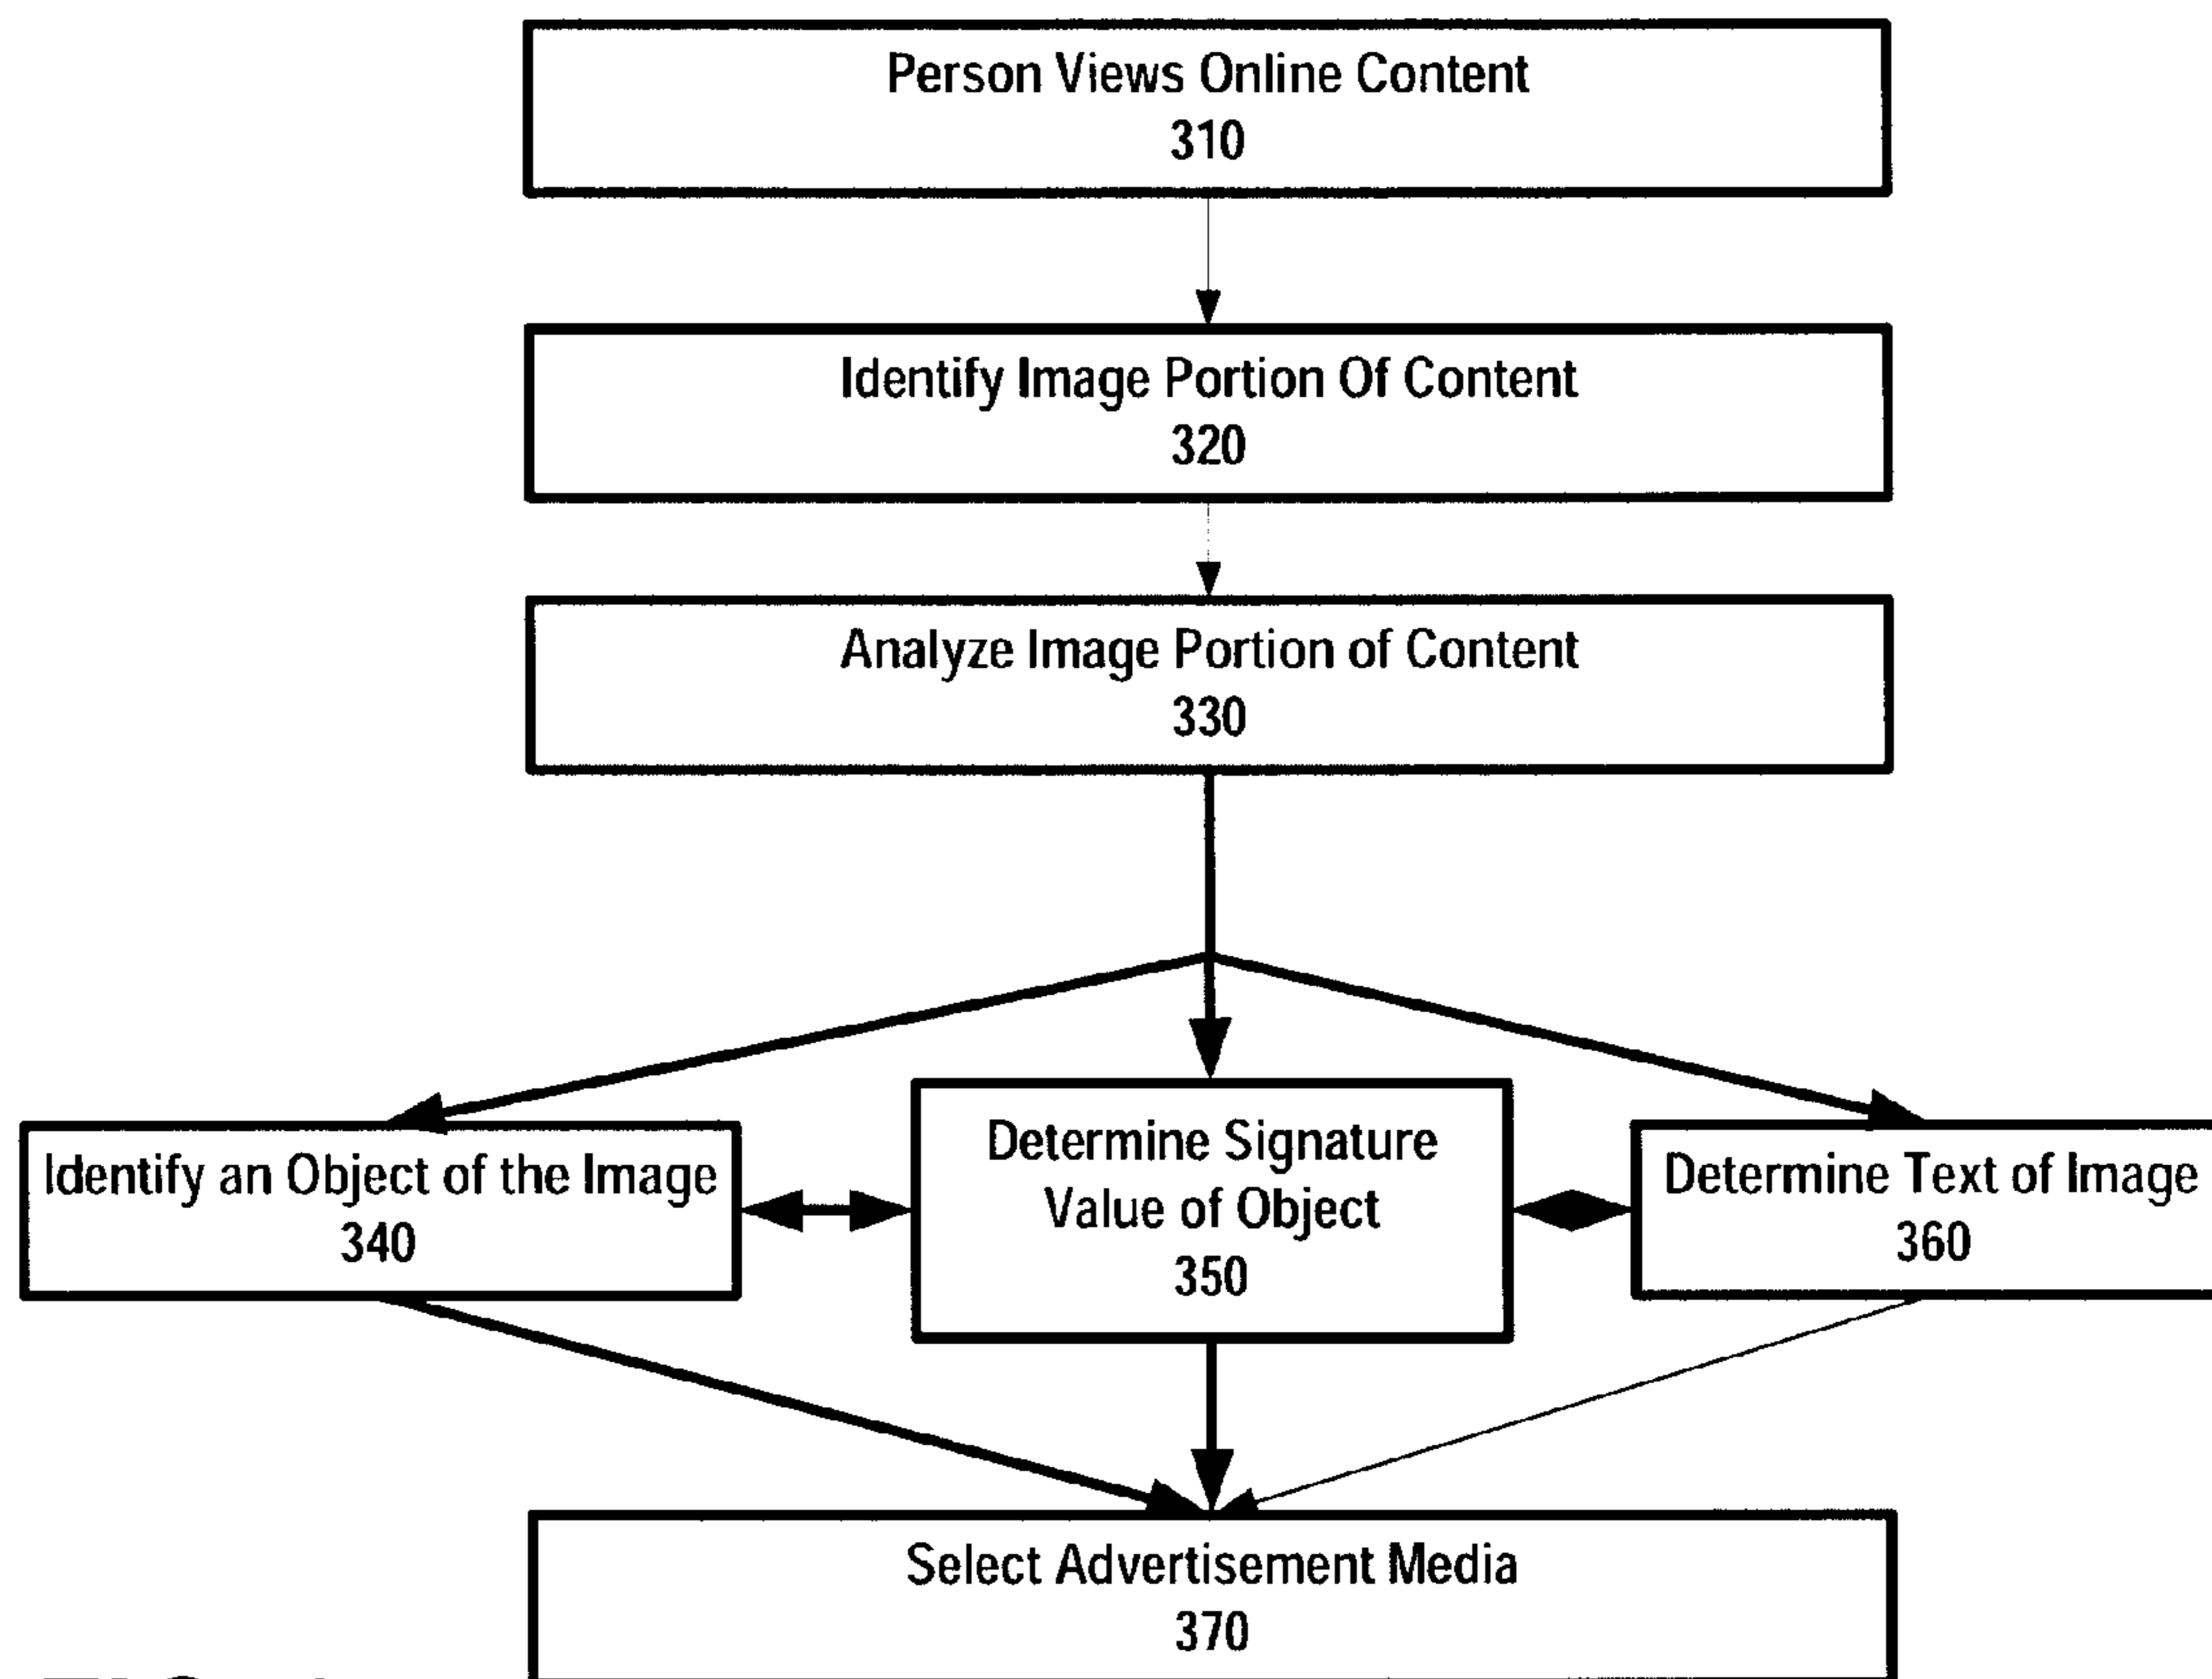 Person Views Online Content
310
Identify Image Portion Of Content
320
Analyze Image Portion of Content
330
Identify an Object of the Image
340
Determine Signature
Value of Object
350
Determine Text of Image
360
Select Advertisement Media
370